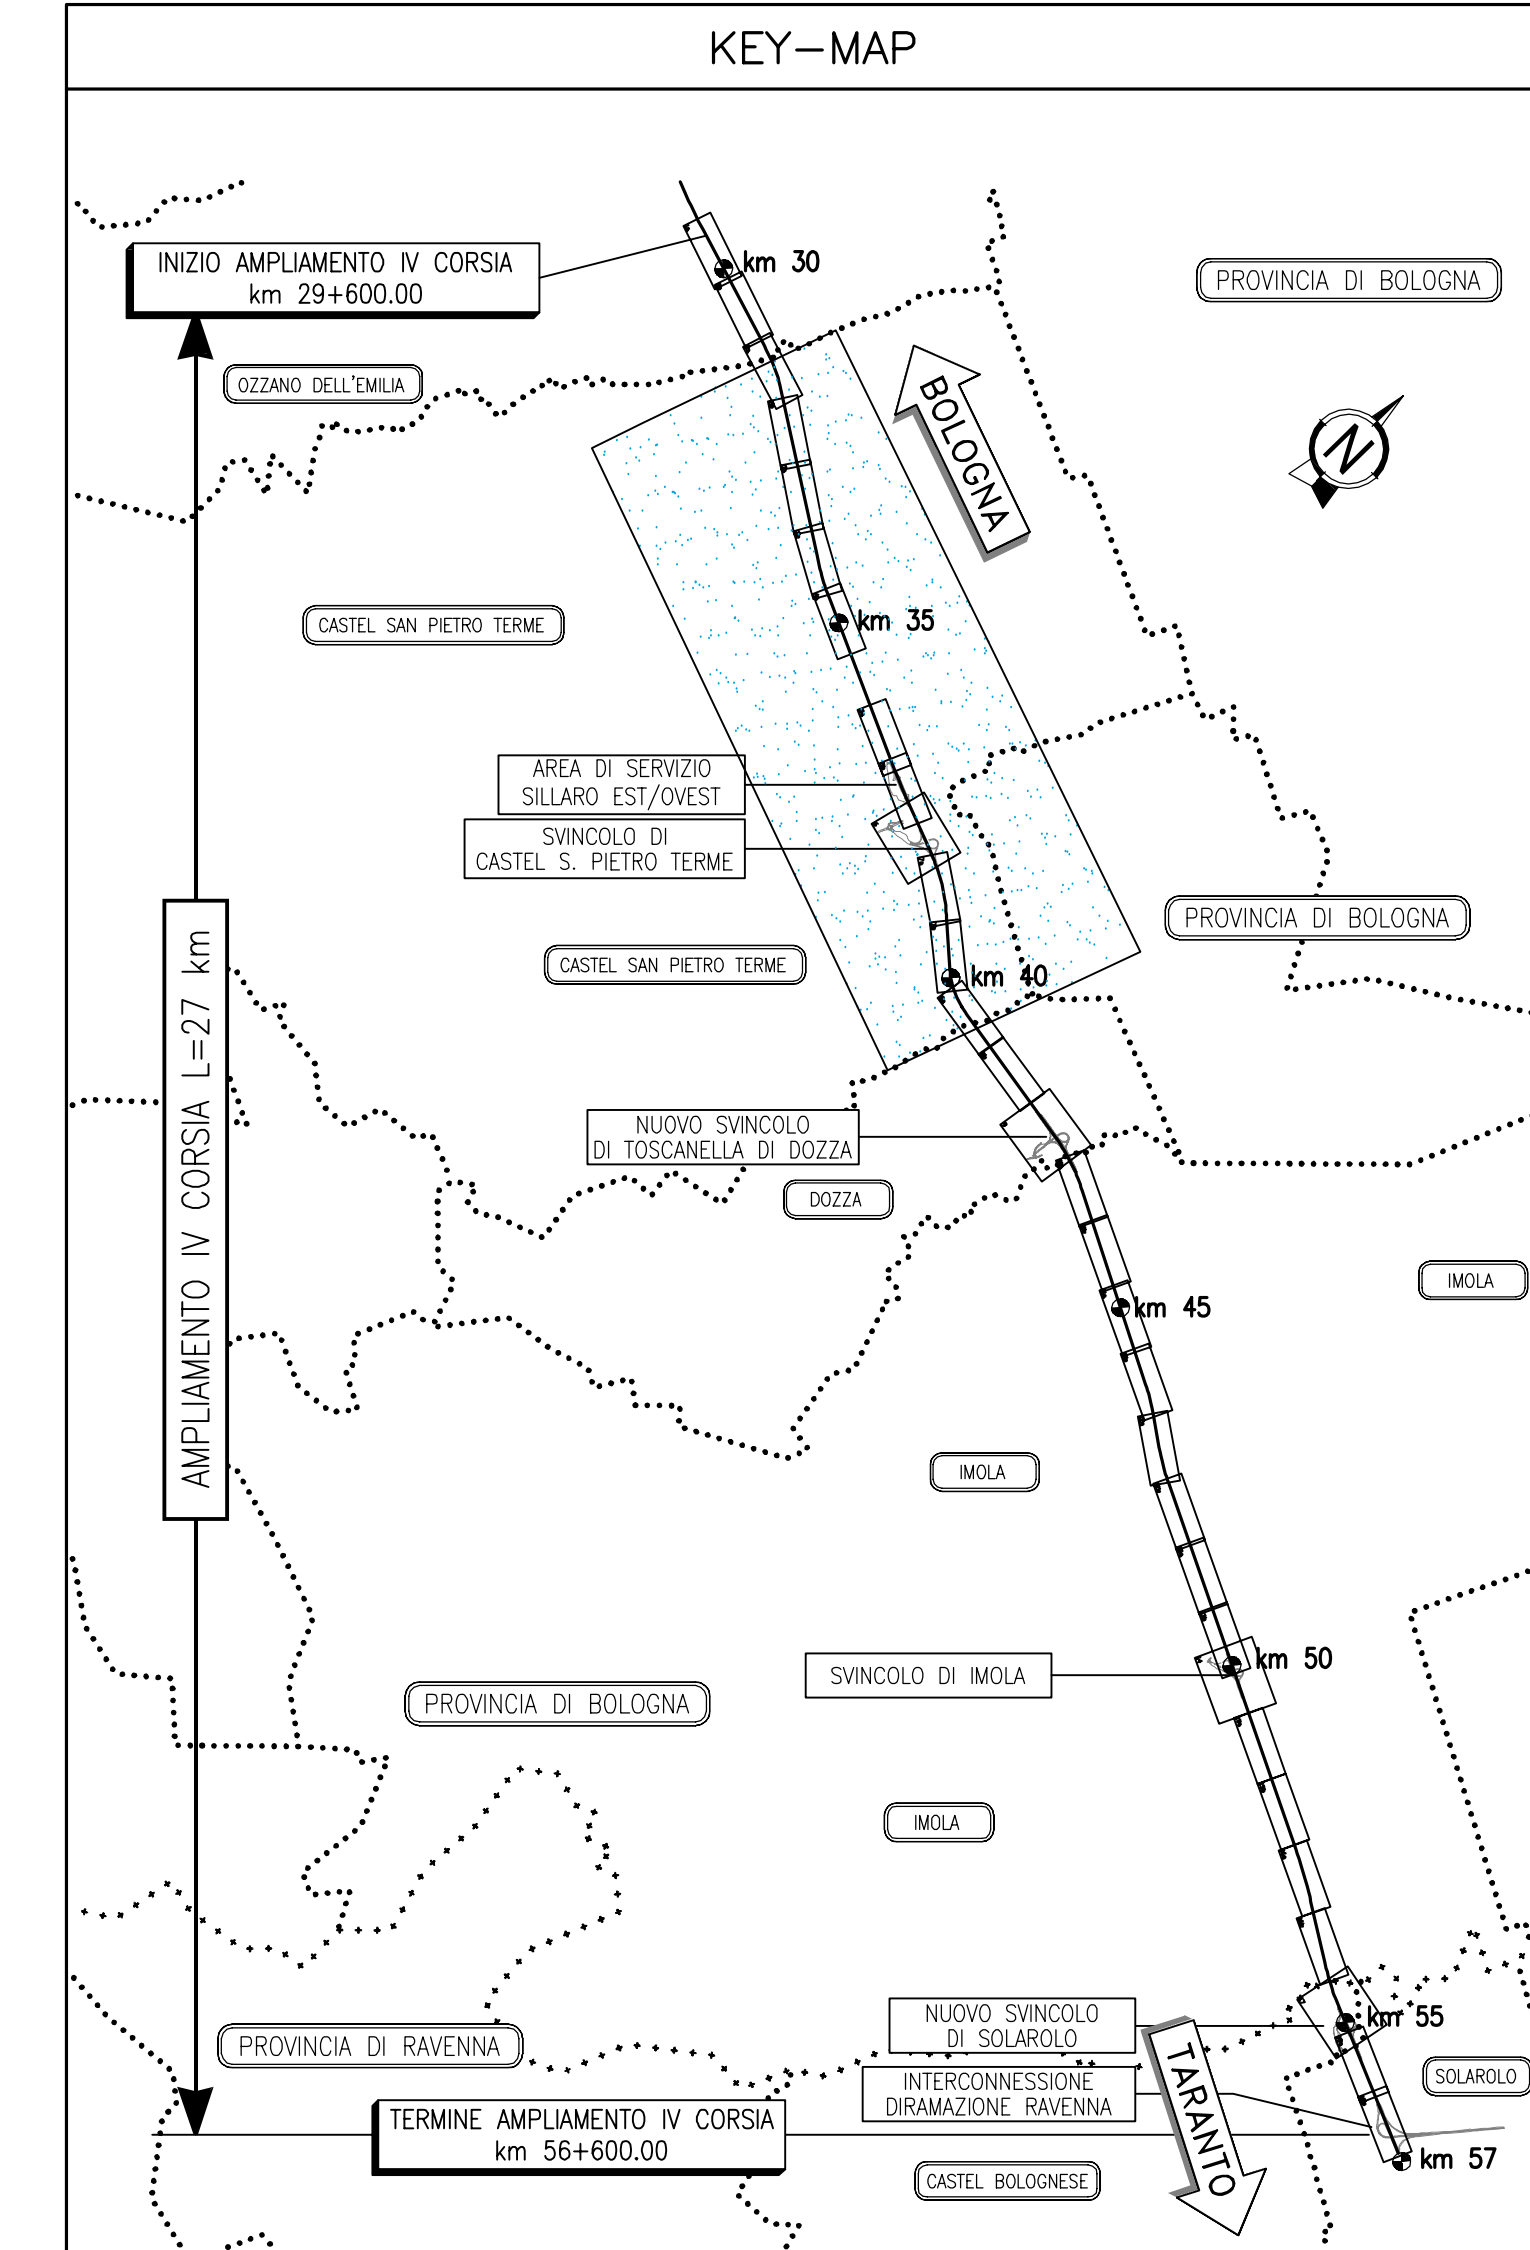 KEY-MAP
INIZIO AMPLIAMENTO IV CORSIA
km 29+600.00
km 30
PROVINCIA DI BOLOGNA
OZZANO DELL'EMILIA
BOLOGNA
N
CASTEL SAN PIETRO TERME
km 35
AREA DI SERVIZIO
SILLARO EST/OVEST
SVINCOLO DI
CASTEL S. PIETRO TERME
PROVINCIA DI BOLOGNA
CASTEL SAN PIETRO TERME
km 40
AMPLIAMENTO IV CORSIA L=27 km
NUOVO SVINCOLO
DI TOSCANELLA DI DOZZA
DOZZA
IMOLA
km 45
IMOLA
SVINCOLO DI IMOLA
km 50
PROVINCIA DI BOLOGNA
IMOLA
NUOVO SVINCOLO
DI SOLAROLO
km 55
PROVINCIA DI RAVENNA
INTERCONNESSIONE
DIRAMAZIONE RAVENNA
SOLAROLO
TARANTO
TERMINE AMPLIAMENTO IV CORSIA
km 56+600.00
km 57
CASTEL BOLOGNESE